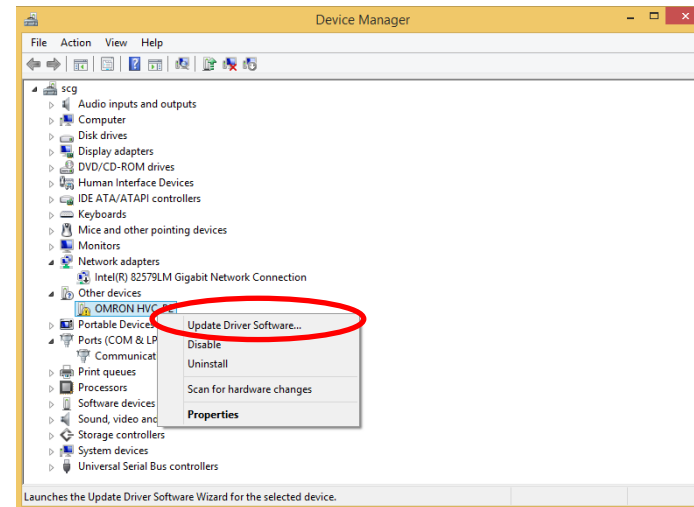 Device Manager
File Action View Help
scg
Audio inputs and outputs
Computer
Disk drives
Display adapters
DVD/CD-ROM drives
Human Interface Devices
IDE ATA/ATAPI controllers
Keyboards
Mice and other pointing devices
Monitors
Network adapters
Intel(R) 82579LM Gigabit Network Connection
Other devices
OMRON HVC-P2
Portable Devices
Update Driver Software...
Ports (COM & LP
Disable
Communicat
Uninstall
Print queues
Processors
Scan for hardware changes
Software devices
Properties
Sound, video and
Storage controllers
System devices
Universal Serial Bus controllers
Launches the Update Driver Software Wizard for the selected device.